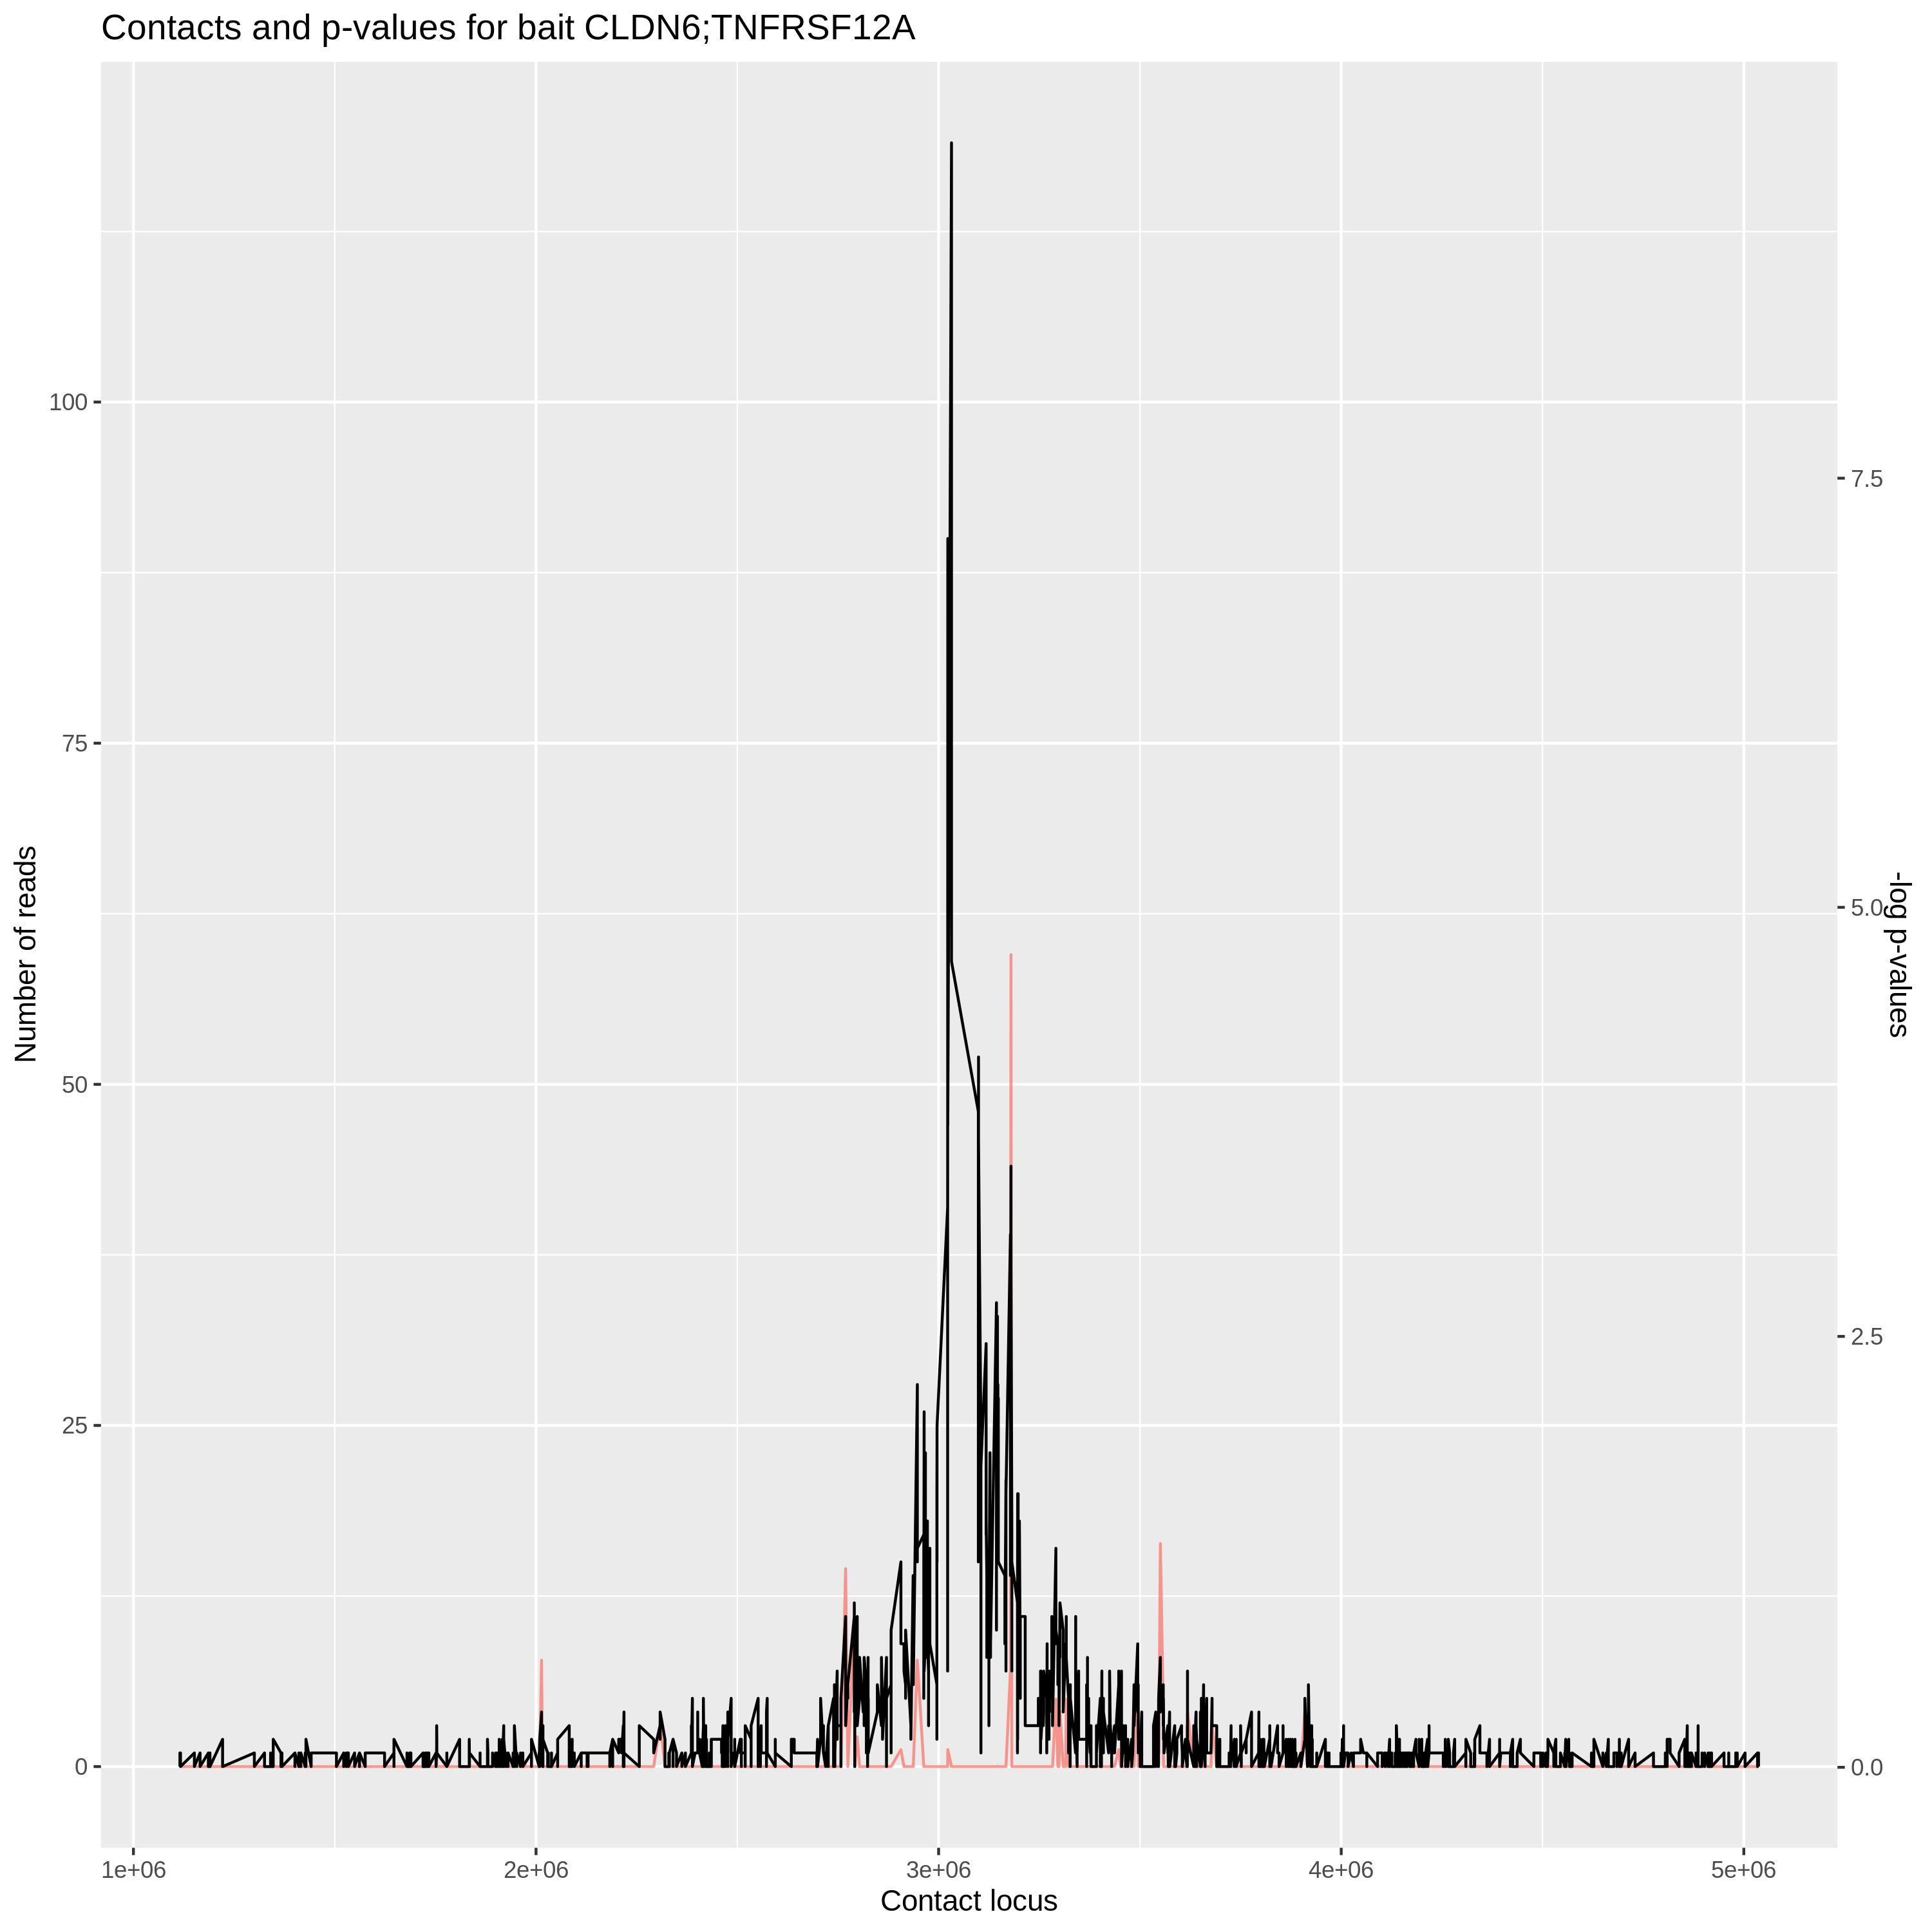 Contacts and p-values for bait CLDN6;TNFRSF12A
Number of reads
100
75
50
25
0
7.5
5.0
2.5
0.0
-log p-values
1e+06 2e+06 3e+06 4e+06 5e+06
Contact locus